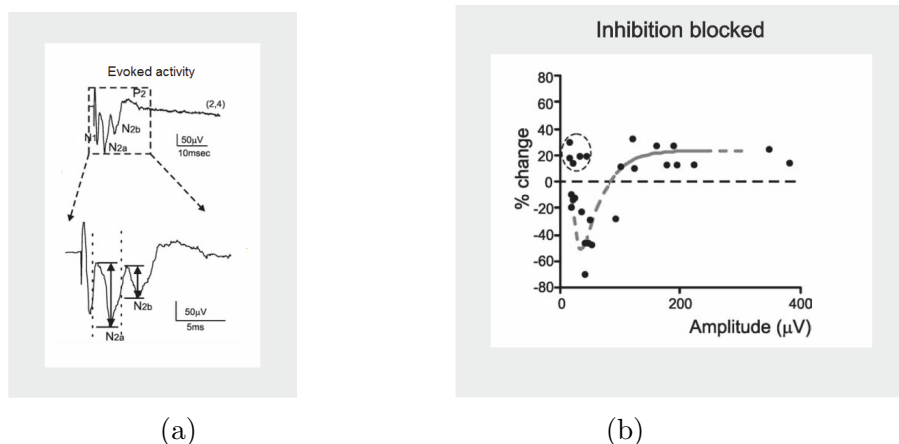 Evoked activity
P2
(2,4)
N1
N2b
N2a
50μV
10msec
N2b
N2a
50μV
5ms
(a)
Inhibition blocked
% change
80
60
40
20
0
-20
-40
-60
-80
0
200
400
Amplitude (μV)
(b)